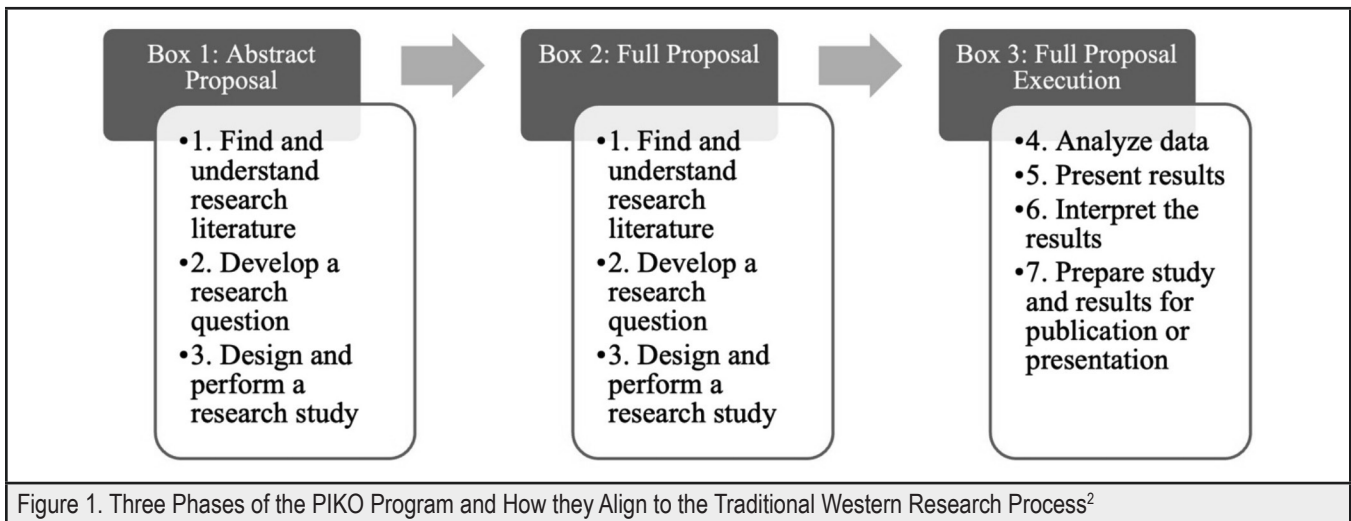 Box 1: Abstract
Proposal
•1. Find and
understand
research
literature
•2. Develop a
research
question
•3. Design and
perform a
research study
Box 2: Full Proposal
•1. Find and
understand
research
literature
•2. Develop a
research
question
•3. Design and
perform a
research study
Box 3: Full Proposal
Execution
•4. Analyze data
•5. Present results
•6. Interpret the
results
•7. Prepare study
and results for
publication or
presentation
Figure 1. Three Phases of the PIKO Program and How they Align to the Traditional Western Research Process²